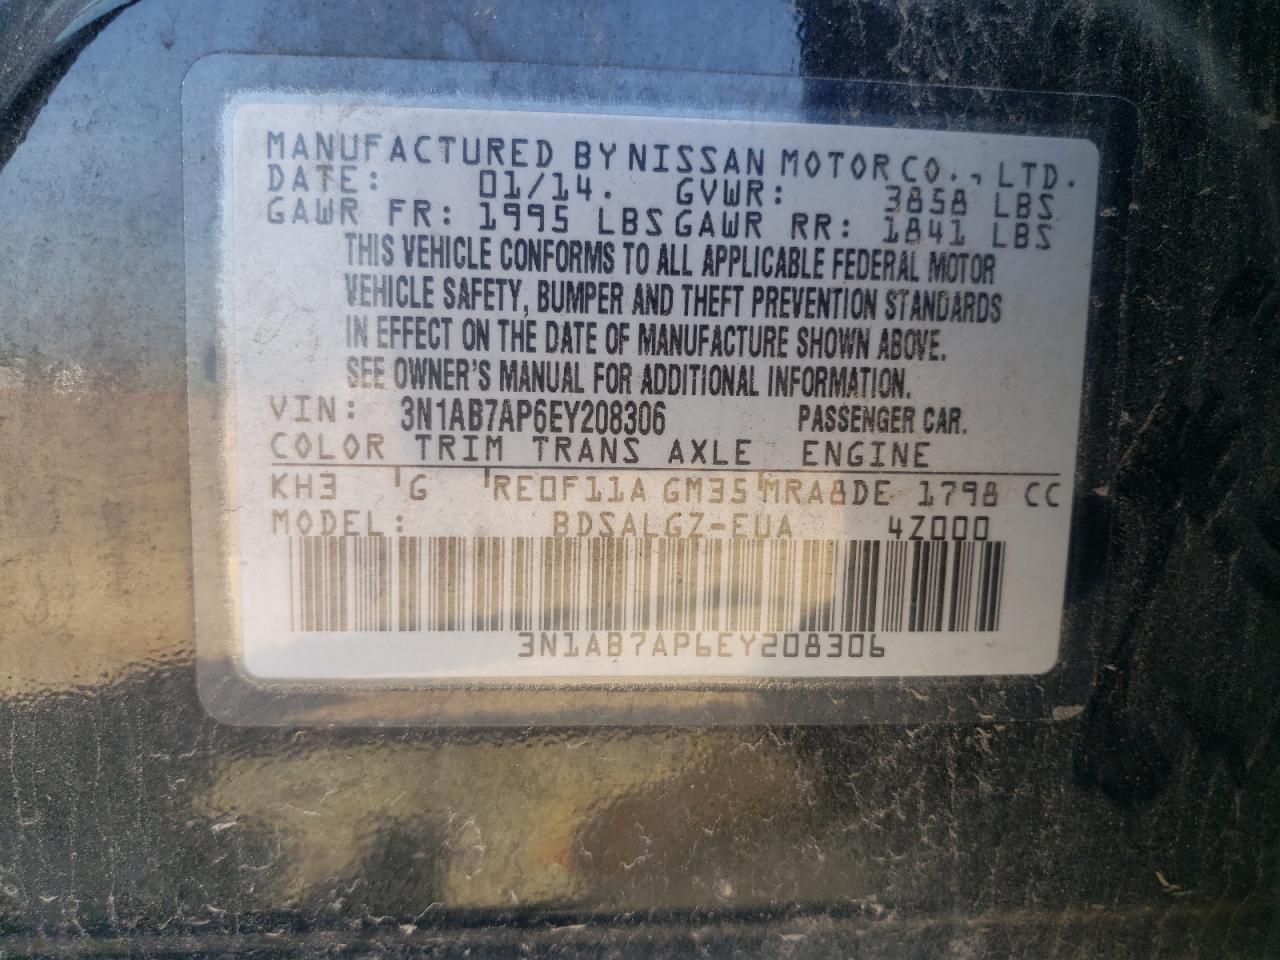 MANUFACTURED BY NISSAN MOTOR CO., LTD.
DATE: 01/14. GVWR: 3858 LBS
GAWR FR: 1995 LBS GAWR RR: 1841 LBS
THIS VEHICLE CONFORMS TO ALL APPLICABLE FEDERAL MOTOR
VEHICLE SAFETY, BUMPER AND THEFT PREVENTION STANDARDS
IN EFFECT ON THE DATE OF MANUFACTURE SHOWN ABOVE.
SEE OWNER'S MANUAL FOR ADDITIONAL INFORMATION.
VIN: 3N1AB7AP6EY208306 PASSENGER CAR.
COLOR TRIM TRANS AXLE ENGINE
KH3 G RE0F11A GM35 MRA8DE 1798 CC
MODEL: BDSALGZ-EUA 4Z000
3N1AB7AP6EY208306